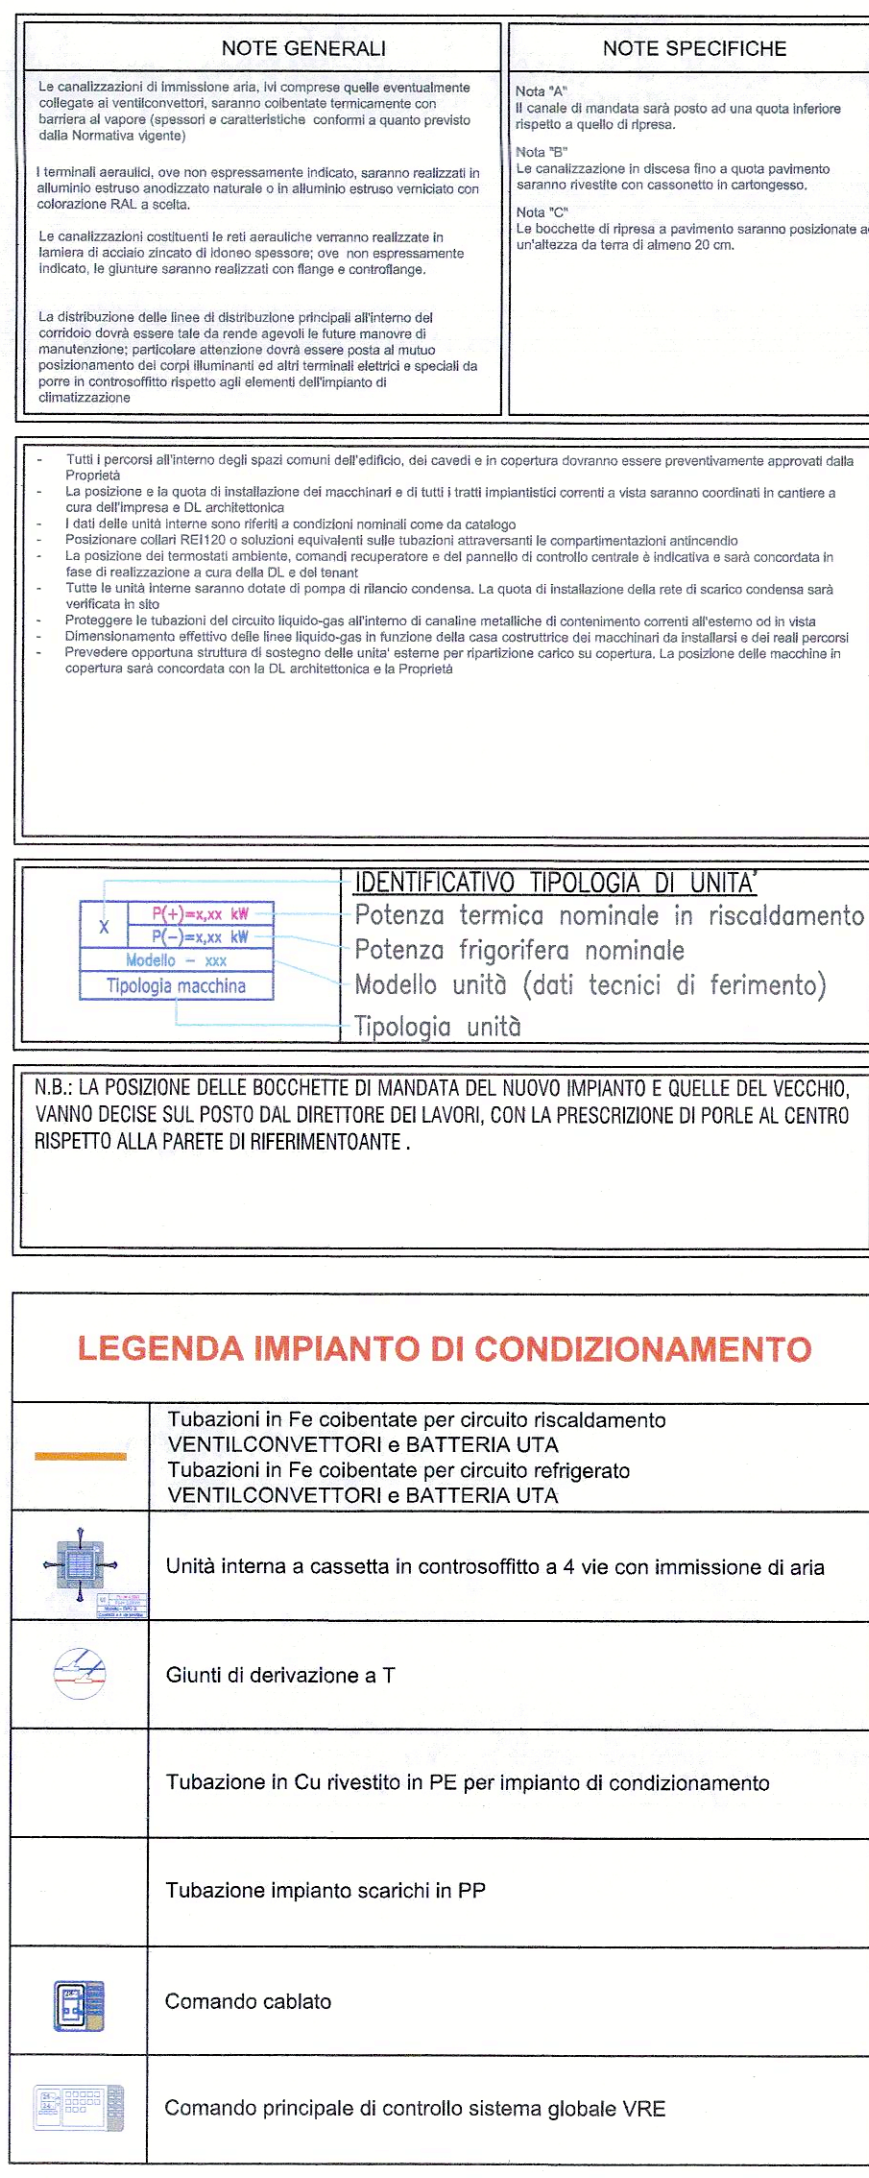 NOTE GENERALI
Le canalizzazioni di immissione aria, ivi comprese quelle eventualmente
collegate ai ventilconvettori, saranno coibentate termicamente con
barriera al vapore (spessori e caratteristiche conformi a quanto previsto
dalla Normativa vigente)
I terminali aeraulici, ove non espressamente indicato, saranno realizzati in
alluminio estruso anodizzato naturale o in alluminio estruso verniciato con
colorazione RAL a scelta.
Le canalizzazioni costituenti le reti aerauliche verranno realizzate in
lamiera di acciaio zincato di idoneo spessore; ove non espressamente
indicato, le giunture saranno realizzati con flange e controflange.
La distribuzione delle linee di distribuzione principali all'interno del
corridoio dovrà essere tale da rende agevoli le future manovre di
manutenzione; particolare attenzione dovrà essere posta al mutuo
posizionamento dei corpi illuminanti ed altri terminali elettrici e speciali da
porre in controsoffitto rispetto agli elementi dell'impianto di
climatizzazione
NOTE SPECIFICHE
Nota "A"
Il canale di mandata sarà posto ad una quota inferiore
rispetto a quello di ripresa.
Nota "B"
Le canalizzazione in discesa fino a quota pavimento
saranno rivestite con cassonetto in cartongesso.
Nota "C"
Le bocchette di ripresa a pavimento saranno posizionate
un'altezza da terra di almeno 20 cm.
- Tutti i percorsi all'interno degli spazi comuni dell'edificio, dei cavedi e in copertura dovranno essere preventivamente approvati dalla
Proprietà
- La posizione e la quota di installazione dei macchinari e di tutti i tratti impiantistici correnti a vista saranno coordinati in cantiere a
cura dell'impresa e DL architettonica
- I dati delle unità interne sono riferiti a condizioni nominali come da catalogo
- Posizionare collari REI120 o soluzioni equivalenti sulle tubazioni attraversanti le compartimentazioni antincendio
- La posizione dei termostati ambiente, comandi recuperatore e del pannello di controllo centrale è indicativa e sarà concordata in
fase di realizzazione a cura della DL e del tenant
- Tutte le unità interne saranno dotate di pompa di rilancio condensa. La quota di installazione della rete di scarico condensa sarà
verificata in sito
- Proteggere le tubazioni del circuito liquido-gas all'interno di canaline metalliche di contenimento correnti all'esterno od in vista
- Dimensionamento effettivo delle linee liquido-gas in funzione della casa costruttrice dei macchinari da installarsi e dei reali percorsi
- Prevedere opportuna struttura di sostegno delle unita' esterne per ripartizione carico su copertura. La posizione delle macchine in
copertura sarà concordata con la DL architettonica e la Proprietà
X
P(+)=x,xx kW
P(−)=x,xx kW
Modello − xxx
Tipologia macchina
IDENTIFICATIVO TIPOLOGIA DI UNITA'
Potenza termica nominale in riscaldamento
Potenza frigorifera nominale
Modello unità (dati tecnici di ferimento)
Tipologia unità
N.B.: LA POSIZIONE DELLE BOCCHETTE DI MANDATA DEL NUOVO IMPIANTO E QUELLE DEL VECCHIO,
VANNO DECISE SUL POSTO DAL DIRETTORE DEI LAVORI, CON LA PRESCRIZIONE DI PORLE AL CENTRO
RISPETTO ALLA PARETE DI RIFERIMENTOANTE .
LEGENDA IMPIANTO DI CONDIZIONAMENTO
Tubazioni in Fe coibentate per circuito riscaldamento
VENTILCONVETTORI e BATTERIA UTA
Tubazioni in Fe coibentate per circuito refrigerato
VENTILCONVETTORI e BATTERIA UTA
Unità interna a cassetta in controsoffitto a 4 vie con immissione di aria
Giunti di derivazione a T
Tubazione in Cu rivestito in PE per impianto di condizionamento
Tubazione impianto scarichi in PP
Comando cablato
Comando principale di controllo sistema globale VRE